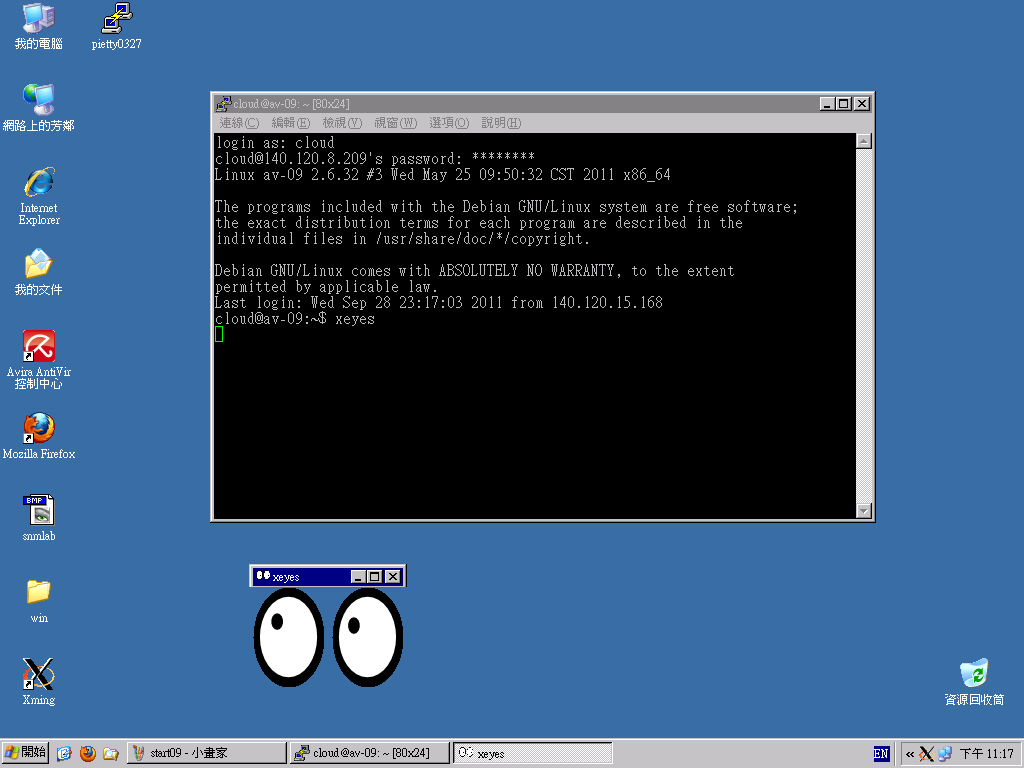 我的電腦
pietty0327
網路上的芳鄰
Internet
Explorer
我的文件
Avira AntiVir
控制中心
Mozilla Firefox
BMP
snmlab
win
Xming
cloud@av-09: ~ [80x24]
連線(C) 編輯(E) 檢視(V) 視窗(W) 選項(O) 說明(H)
login as: cloud
cloud@140.120.8.209's password: ********
Linux av-09 2.6.32 #3 Wed May 25 09:50:32 CST 2011 x86_64
The programs included with the Debian GNU/Linux system are free software;
the exact distribution terms for each program are described in the
individual files in /usr/share/doc/*/copyright.
Debian GNU/Linux comes with ABSOLUTELY NO WARRANTY, to the extent
permitted by applicable law.
Last login: Wed Sep 28 23:17:03 2011 from 140.120.15.168
cloud@av-09:~$ xeyes
xeyes
資源回收筒
開始 start09 - 小畫家 cloud@av-09: ~ [80x24] xeyes EN « 下午 11:17